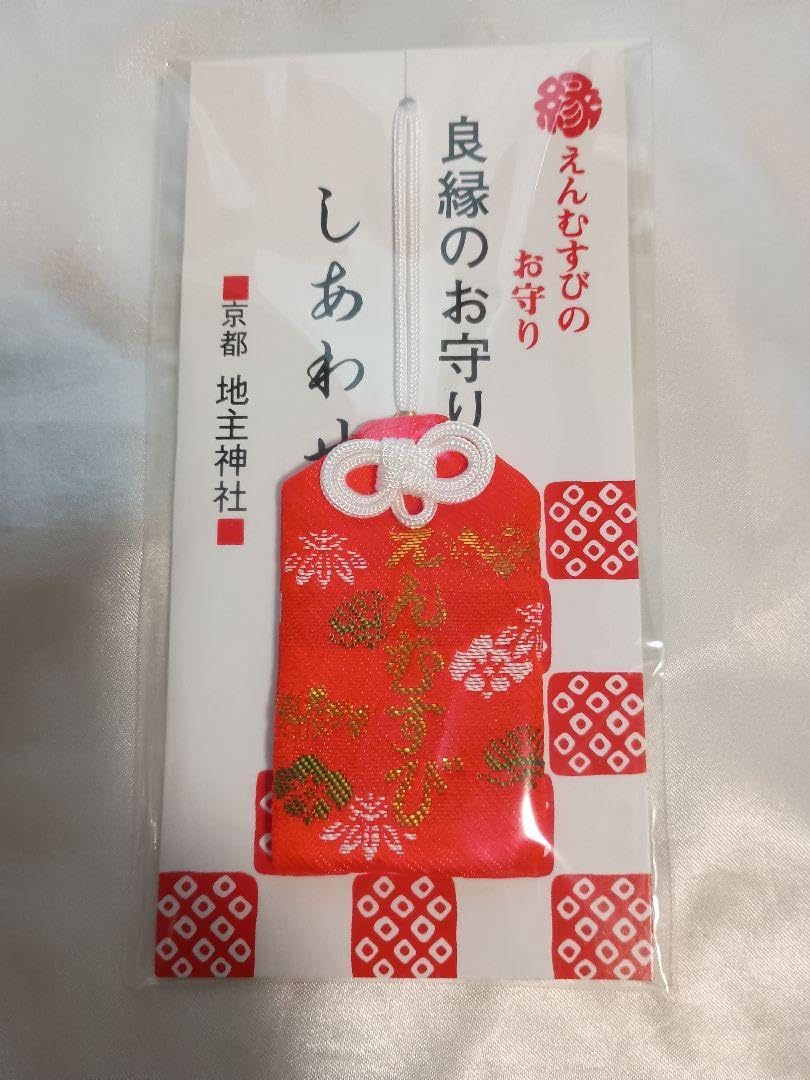 縁
えんむすびの
お守り
良縁のお守り
しあわせ
京都 地主神社
えんむすび